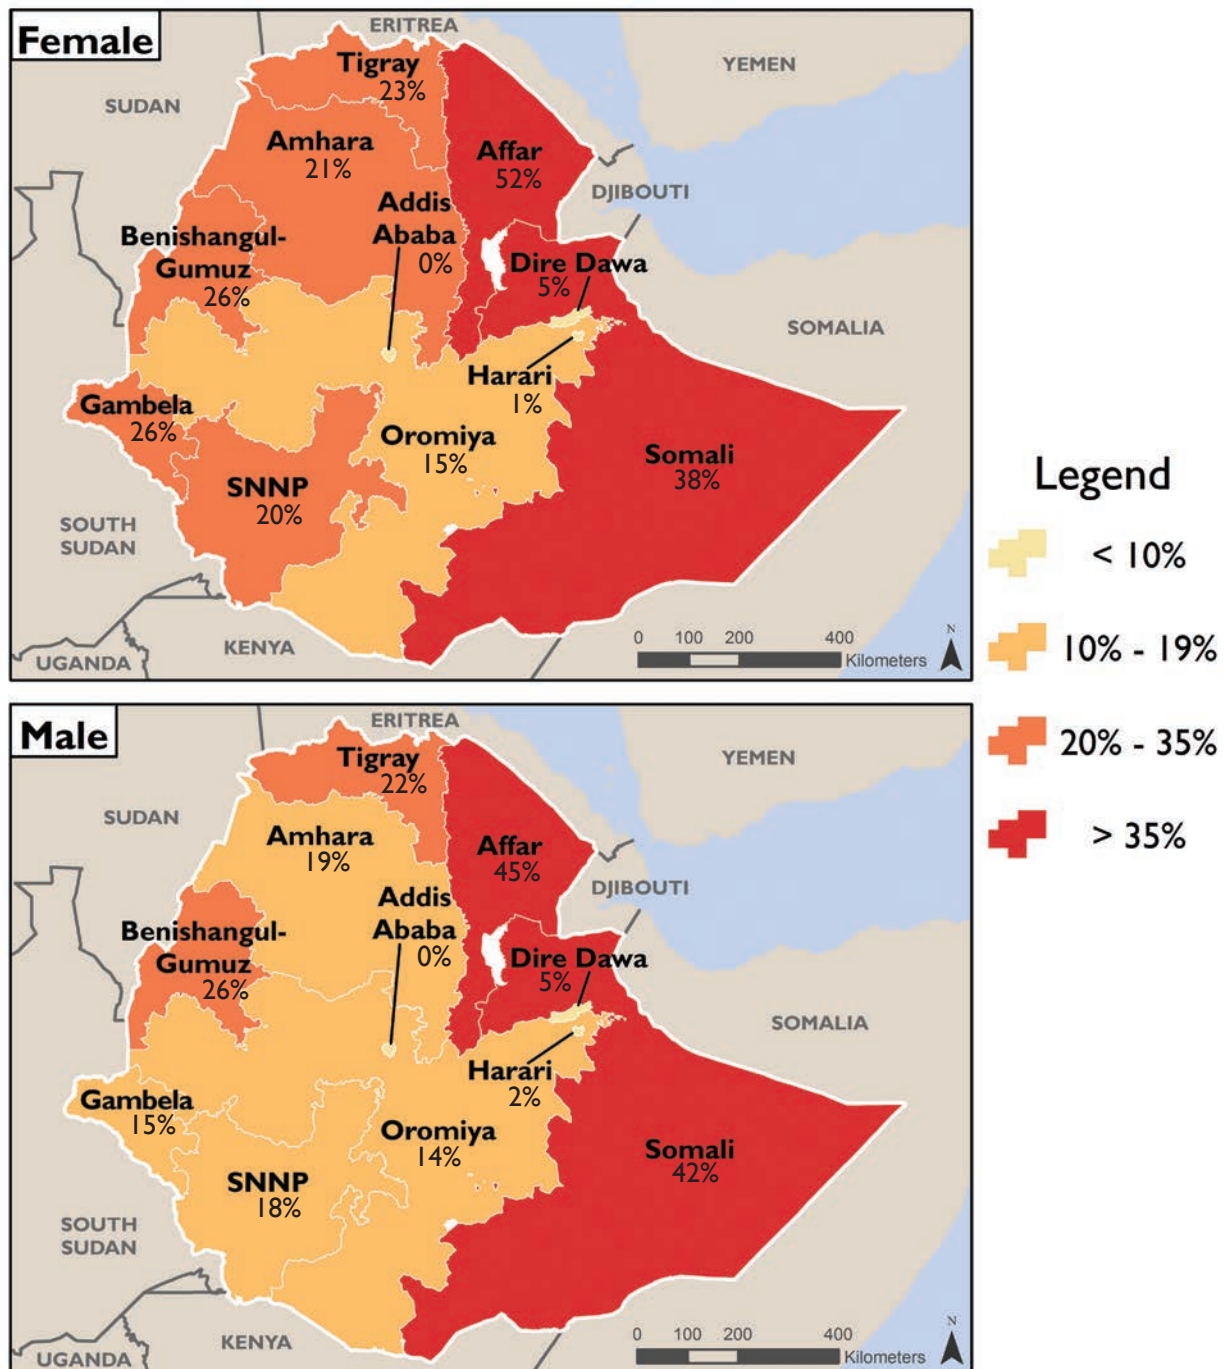 Female
ERITREA
YEMEN
SUDAN
Tigray
23%
Amhara
21%
Affar
52%
DJIBOUTI
Addis
Ababa
0%
Benishangul-
Gumuz
26%
Dire Dawa
5%
SOMALIA
Harari
1%
Gambela
26%
Oromiya
15%
Somali
38%
SNNP
20%
SOUTH
SUDAN
KENYA
UGANDA
0 100 200 400
Kilometers
N
Legend
< 10%
10% - 19%
20% - 35%
> 35%
Male
ERITREA
YEMEN
SUDAN
Tigray
22%
Amhara
19%
Affar
45%
DJIBOUTI
Addis
Ababa
0%
Benishangul-
Gumuz
26%
Dire Dawa
5%
SOMALIA
Harari
2%
Gambela
15%
Oromiya
14%
Somali
42%
SNNP
18%
SOUTH
SUDAN
KENYA
UGANDA
0 100 200 400
Kilometers
N